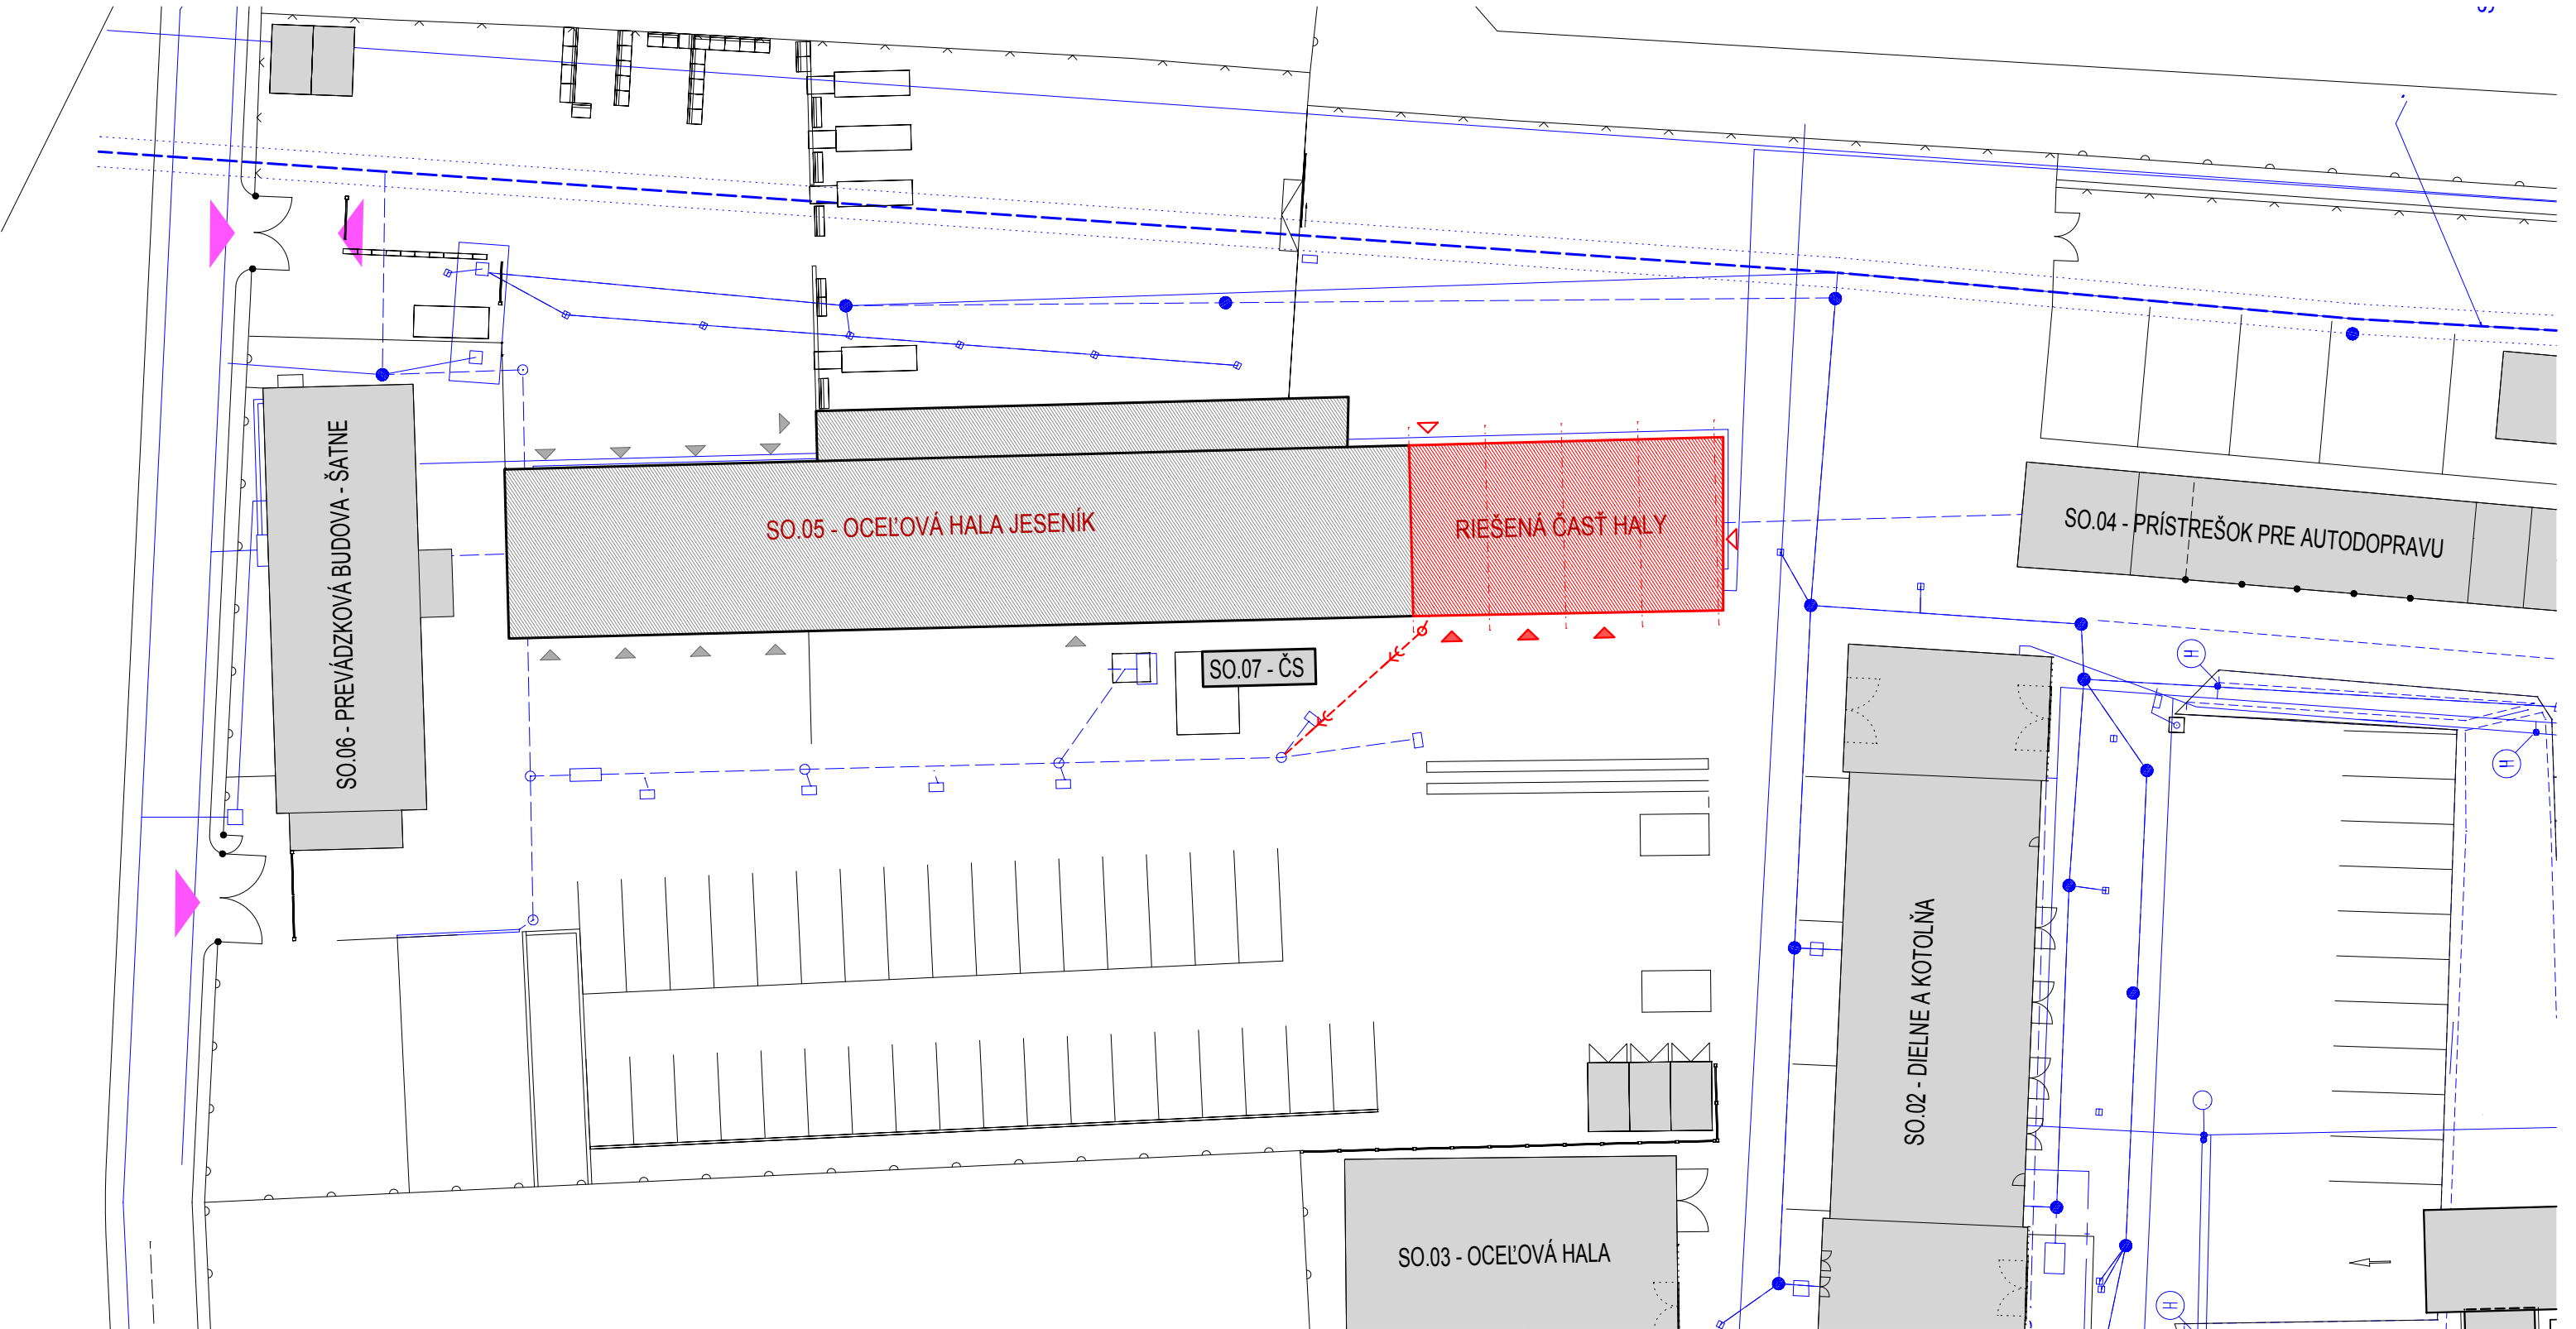 SO.06 - PREVÁDZKOVÁ BUDOVA - ŠATNE
SO.05 - OCEĽOVÁ HALA JESENÍK
RIEŠENÁ ČASŤ HALY
SO.04 - PRÍSTREŠOK PRE AUTODOPRAVU
SO.07 - ČS
H
H
SO.02 - DIELNE A KOTOLŇA
SO.03 - OCEĽOVÁ HALA
H